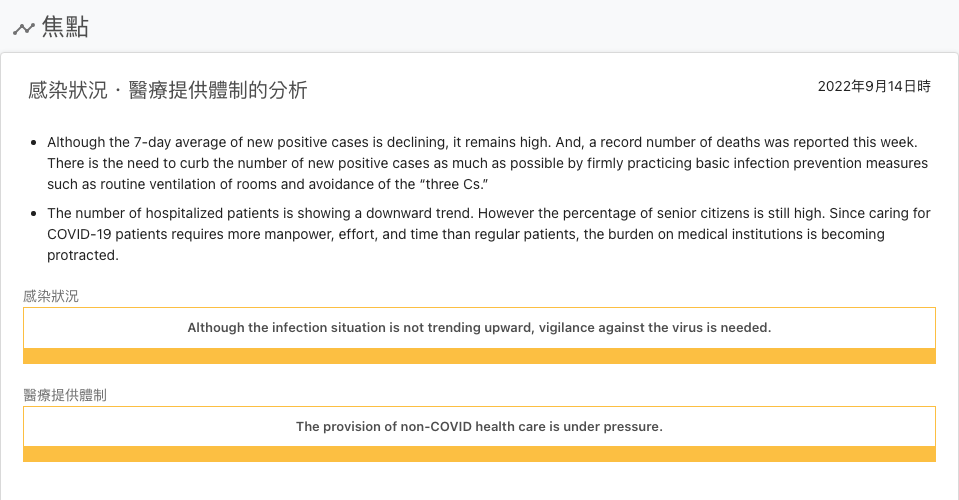 焦點
感染狀況・醫療提供體制的分析
2022年9月14日時
Although the 7-day average of new positive cases is declining, it remains high. And, a record number of deaths was reported this week.
There is the need to curb the number of new positive cases as much as possible by firmly practicing basic infection prevention measures
such as routine ventilation of rooms and avoidance of the “three Cs.”
The number of hospitalized patients is showing a downward trend. However the percentage of senior citizens is still high. Since caring for
COVID-19 patients requires more manpower, effort, and time than regular patients, the burden on medical institutions is becoming
protracted.
感染狀況
Although the infection situation is not trending upward, vigilance against the virus is needed.
醫療提供體制
The provision of non-COVID health care is under pressure.